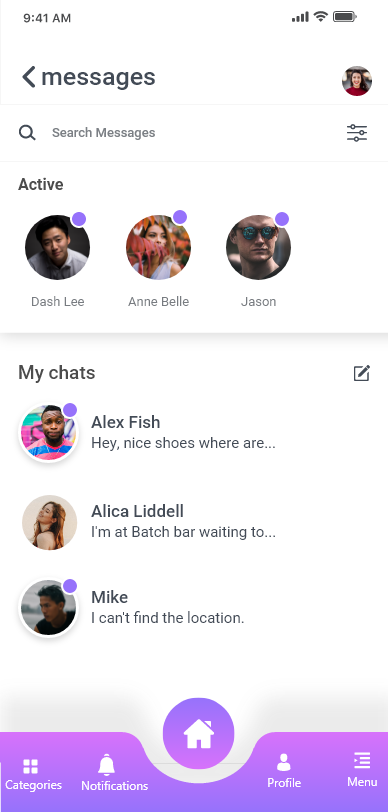 9:41 AM
messages
Search Messages
Active
Dash Lee Anne Belle Jason
My chats
Alex Fish
Hey, nice shoes where are...
Alica Liddell
I'm at Batch bar waiting to...
Mike
I can't find the location.
Categories Notifications Profile Menu